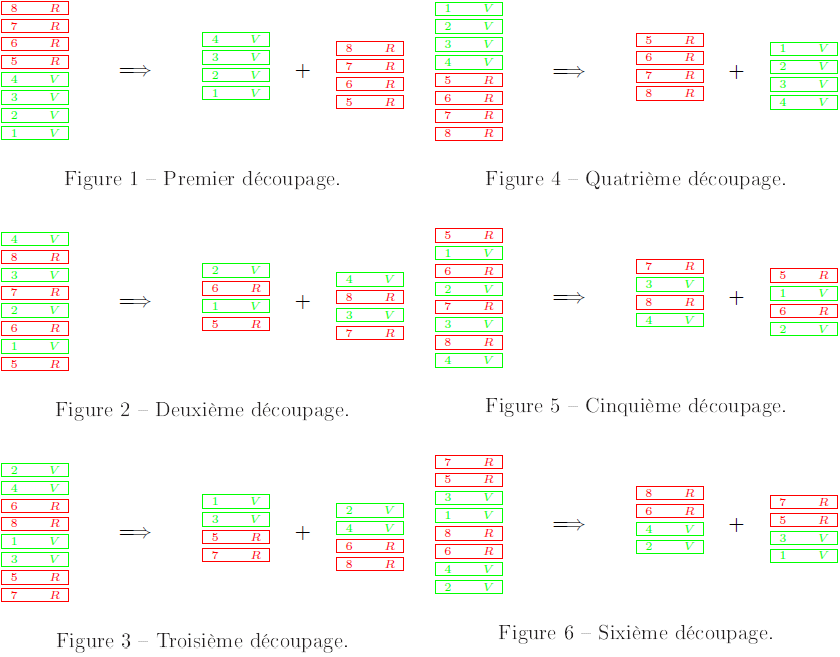 8 R
7 R
6 R
5 R
4 V
3 V
2 V
1 V
⟹
4 V
3 V
2 V
1 V
+
8 R
7 R
6 R
5 R
Figure 1 – Premier découpage.
4 V
8 R
3 V
7 R
2 V
6 R
1 V
5 R
⟹
2 V
6 R
1 V
5 R
+
4 V
8 R
3 V
7 R
Figure 2 – Deuxième découpage.
2 V
4 V
6 R
8 R
1 V
3 V
5 R
7 R
⟹
1 V
3 V
5 R
7 R
+
2 V
4 V
6 R
8 R
Figure 3 – Troisième découpage.
1 V
2 V
3 V
4 V
5 R
6 R
7 R
8 R
⟹
5 R
6 R
7 R
8 R
+
1 V
2 V
3 V
4 V
Figure 4 – Quatrième découpage.
5 R
1 V
6 R
2 V
7 R
3 V
8 R
4 V
⟹
7 R
3 V
8 R
4 V
+
5 R
1 V
6 R
2 V
Figure 5 – Cinquième découpage.
7 R
5 R
3 V
1 V
8 R
6 R
4 V
2 V
⟹
8 R
6 R
4 V
2 V
+
7 R
5 R
3 V
1 V
Figure 6 – Sixième découpage.